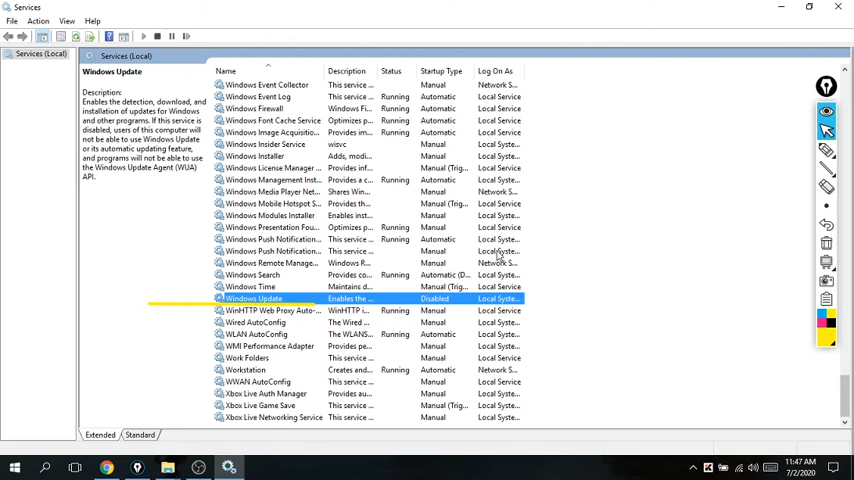 Services
File Action View Help
Services (Local)
Services (Local)
Windows Update
Description:
Enables the detection, download, and
installation of updates for Windows
and other programs. If this service is
disabled, users of this computer will
not be able to use Windows Update
or its automatic updating feature,
and programs will not be able to use
the Windows Update Agent (WUA)
API.
Name Description Status Startup Type Log On As
Windows Event Collector This service ... Manual Network S...
Windows Event Log This service ... Running Automatic Local Service
Windows Firewall Windows Fi... Running Automatic Local Service
Windows Font Cache Service Optimizes p... Running Automatic Local Service
Windows Image Acquisitio... Provides im... Running Automatic Local Service
Windows Insider Service wisvc Manual Local Syste...
Windows Installer Adds, modi... Manual Local Syste...
Windows License Manager ... Provides inf... Manual (Trig... Local Service
Windows Management Inst... Provides a c... Running Automatic Local Syste...
Windows Media Player Net... Shares Win... Manual Network S...
Windows Mobile Hotspot S... Provides th... Manual (Trig... Local Service
Windows Modules Installer Enables inst... Manual Local Syste...
Windows Presentation Fou... Optimizes p... Running Manual Local Service
Windows Push Notification... This service ... Running Automatic Local Syste...
Windows Push Notification... This service ... Manual Local Syste...
Windows Remote Manage... Windows R... Manual Network S...
Windows Search Provides co... Running Automatic (D... Local Syste...
Windows Time Maintains d... Manual (Trig... Local Service
Windows Update Enables the ... Disabled Local Syste...
WinHTTP Web Proxy Auto-... WinHTTP i... Running Manual Local Service
Wired AutoConfig The Wired ... Manual Local Syste...
WLAN AutoConfig The WLANS... Running Automatic Local Syste...
WMI Performance Adapter Provides pe... Manual Local Syste...
Work Folders This service ... Manual Local Service
Workstation Creates and... Running Automatic Network S...
WWAN AutoConfig This service ... Manual Local Syste...
Xbox Live Auth Manager Provides au... Manual Local Syste...
Xbox Live Game Save This service ... Manual (Trig... Local Syste...
Xbox Live Networking Service This service ... Manual Local Syste...
Extended Standard
11:47 AM
7/2/2020